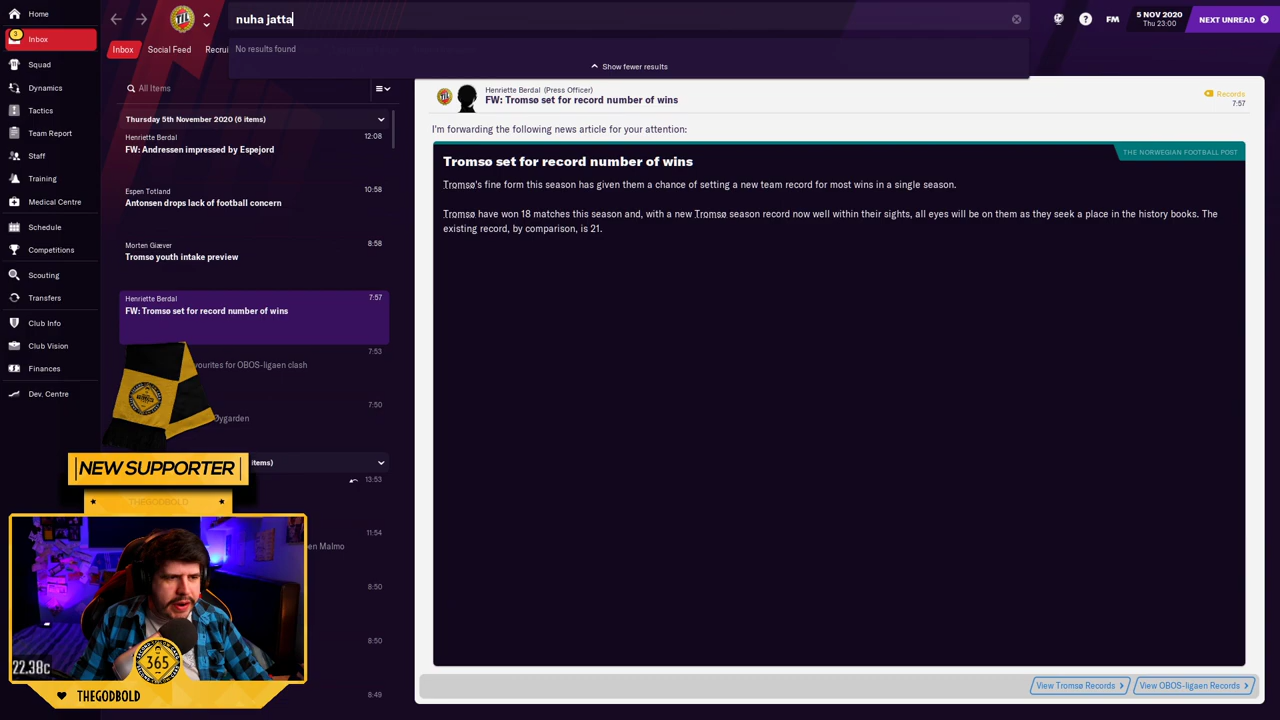 Home
nuha jatta
FM
5 NOV 2020
Thu 23:00
NEXT UNREAD
3
Inbox
Inbox
Social Feed
Recrui
No results found
Show fewer results
Squad
Dynamics
Tactics
Team Report
Staff
Training
Medical Centre
Schedule
Competitions
Scouting
Transfers
Club Info
Club Vision
Finances
Dev. Centre
All Items
Thursday 5th November 2020 (6 items)
Henriette Berdal
12:08
FW: Andressen impressed by Espejord
Espen Totland
10:58
Antonsen drops lack of football concern
Morten Giæver
8:58
Tromsø youth intake preview
Henriette Berdal
7:57
FW: Tromsø set for record number of wins
7:53
vourites for OBOS-ligaen clash
7:50
Øygarden
items)
13:53
11:54
en Malmo
8:50
8:50
8:49
Henriette Berdal (Press Officer)
FW: Tromsø set for record number of wins
Records
7:57
I'm forwarding the following news article for your attention:
THE NORWEGIAN FOOTBALL POST
Tromsø set for record number of wins
Tromsø's fine form this season has given them a chance of setting a new team record for most wins in a single season.
Tromsø have won 18 matches this season and, with a new Tromsø season record now well within their sights, all eyes will be on them as they seek a place in the history books. The
existing record, by comparison, is 21.
View Tromsø Records
View OBOS-ligaen Records
NEW SUPPORTER
THEGODBOLD
22.38c
365
THEGODBOLD